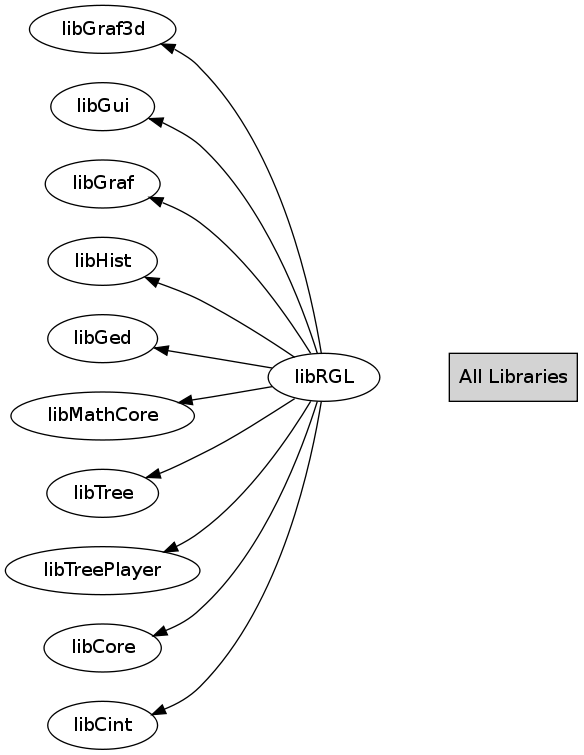 libGraf3d
libGui
libGraf
libHist
libGed
libRGL
All Libraries
libMathCore
libTree
libTreePlayer
libCore
libCint